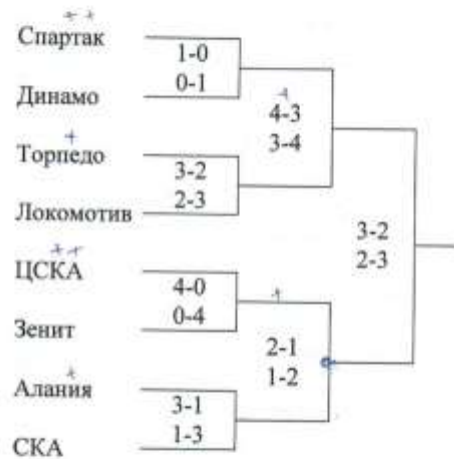 Спартак
1-0
0-1
Динамо
4-3
3-4
Торпедо
3-2
2-3
Локомотив
3-2
2-3
ЦСКА
4-0
0-4
Зенит
2-1
1-2
Алания
3-1
1-3
СКА